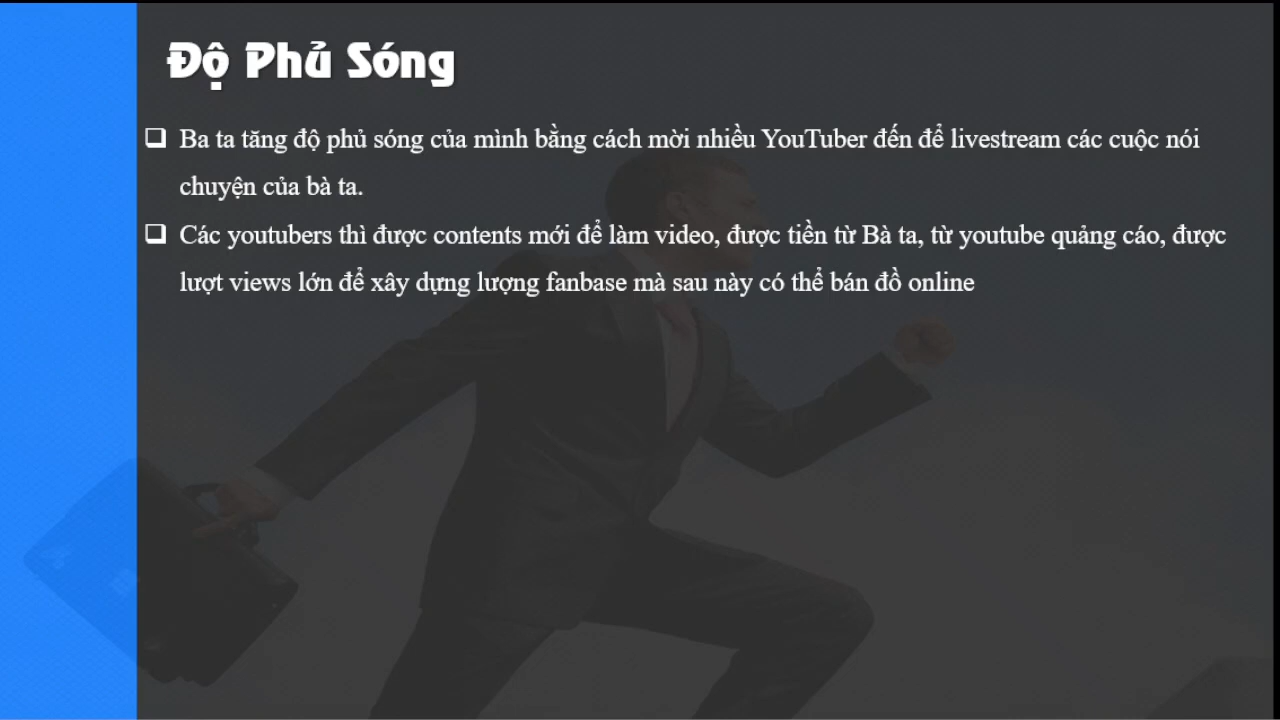 Độ Phủ Sóng
Ba ta tăng độ phủ sóng của mình bằng cách mời nhiều YouTuber đến để livestream các cuộc nói
chuyện của bà ta.
Các youtubers thì được contents mới để làm video, được tiền từ Bà ta, từ youtube quảng cáo, được
lượt views lớn để xây dựng lượng fanbase mà sau này có thể bán đồ online